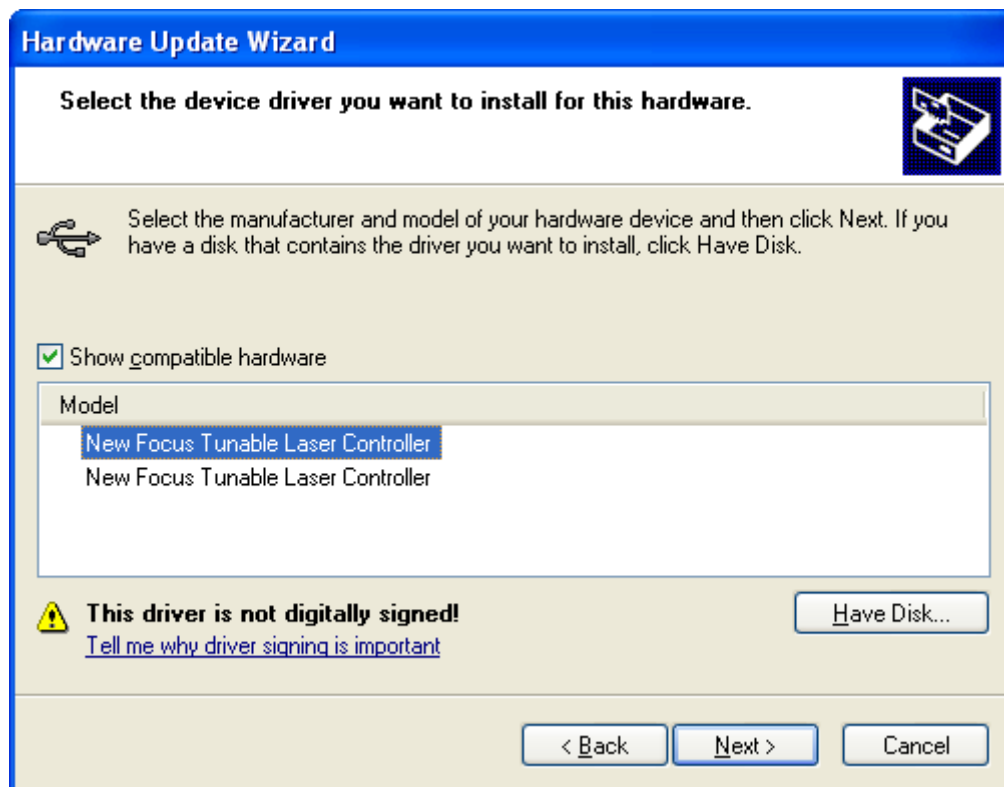 Hardware Update Wizard
Select the device driver you want to install for this hardware.
Select the manufacturer and model of your hardware device and then click Next. If you
have a disk that contains the driver you want to install, click Have Disk.
Show compatible hardware
Model
New Focus Tunable Laser Controller
New Focus Tunable Laser Controller
This driver is not digitally signed!
Have Disk...
Tell me why driver signing is important
< Back
Next >
Cancel